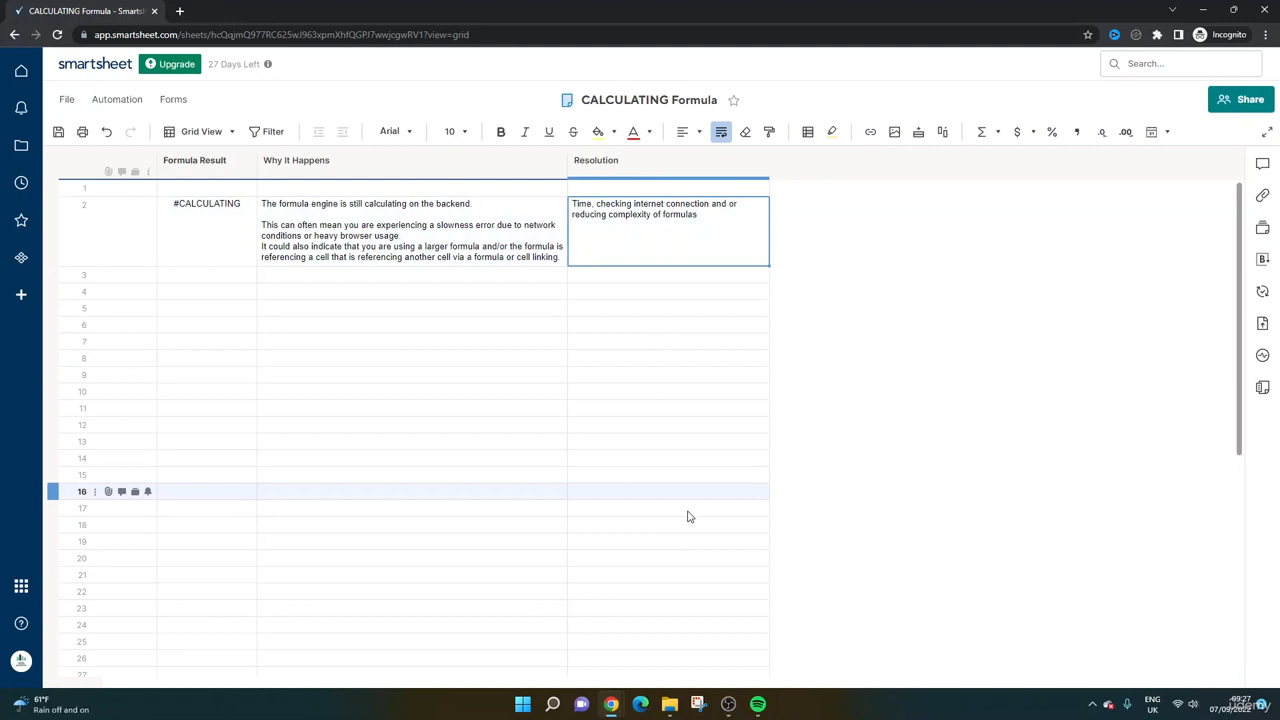 CALCULATING Formula - Smartsh
Incognito
app.smartsheet.com/sheets/hcQqjmQ977RC625wJ963xpmXhfQGPJ7wwjcgwRV1?view=grid
smartsheet
Upgrade
27 Days Left
Search...
File
Automation
Forms
CALCULATING Formula
Share
Grid View
Filter
Arial
10
B
I
U
S
A
Σ
$
%
.0
.00
Formula Result
Why It Happens
Resolution
1
2
#CALCULATING
The formula engine is still calculating on the backend.
This can often mean you are experiencing a slowness error due to network
conditions or heavy browser usage.
It could also indicate that you are using a larger formula and/or the formula is
referencing a cell that is referencing another cell via a formula or cell linking.
Time, checking internet connection and or
reducing complexity of formulas
3
4
5
6
7
8
9
10
11
12
13
14
15
16
17
18
19
20
21
22
23
24
25
26
27
61°F
Rain off and on
ENG
UK
09:27
07/09/2022
udemy